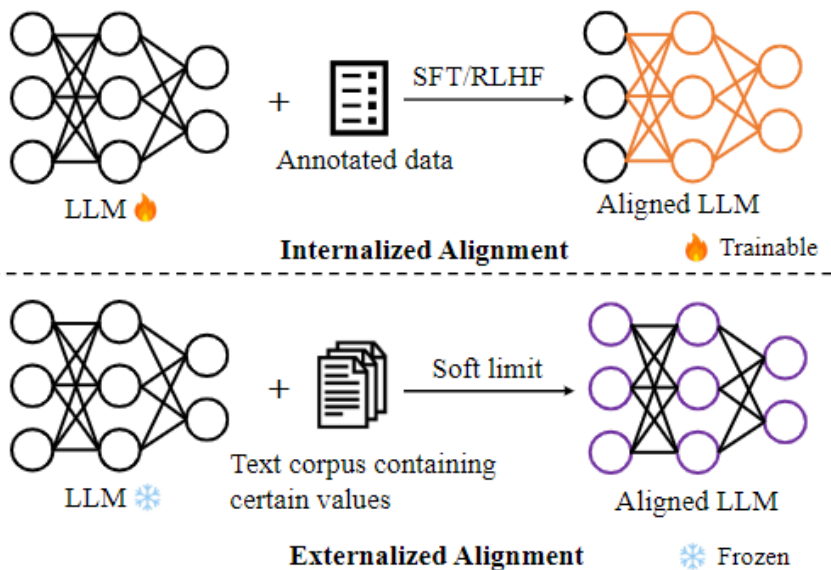 +
SFT/RLHF
Annotated data
LLM
Aligned LLM
Internalized Alignment
Trainable
+
Soft limit
Text corpus containing
certain values
LLM
Aligned LLM
Externalized Alignment
Frozen